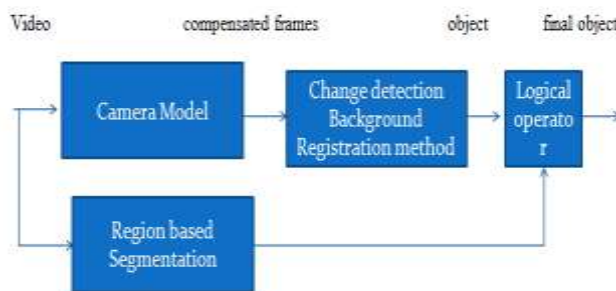 Video compensated frames object final object
Camera Model
Change detection
Background
Registration method
Logical
operato
r
Region based
Segmentation